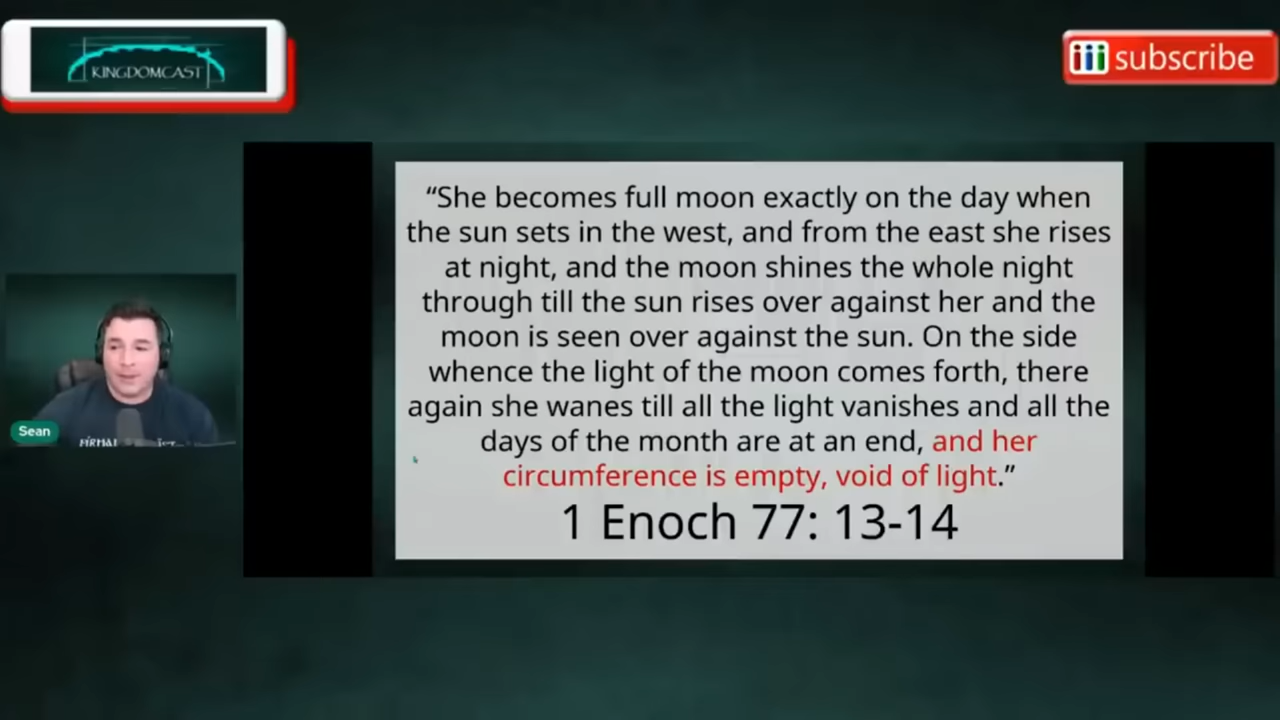 KINGDOMCAST
subscribe
“She becomes full moon exactly on the day when
the sun sets in the west, and from the east she rises
at night, and the moon shines the whole night
through till the sun rises over against her and the
moon is seen over against the sun. On the side
whence the light of the moon comes forth, there
again she wanes till all the light vanishes and all the
days of the month are at an end, and her
circumference is empty, void of light.”
1 Enoch 77: 13-14
Sean